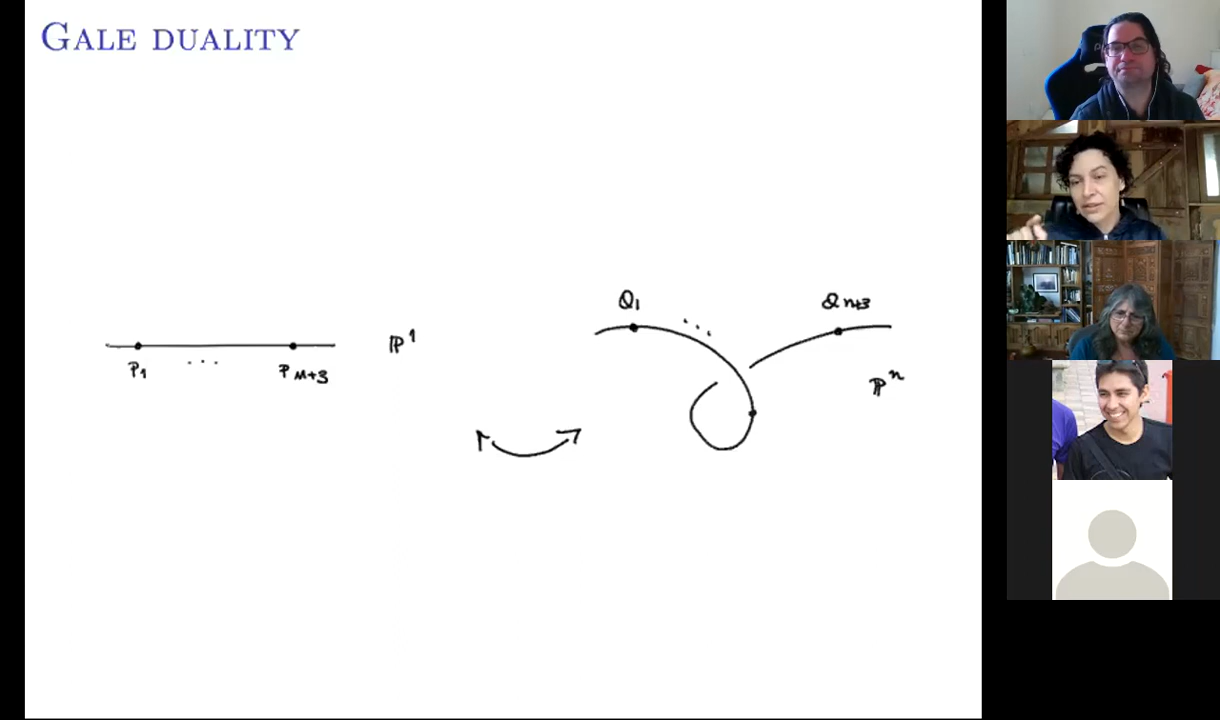 GALE DUALITY
Q1
...
Qn+3
P1
...
Pn+3
ℙ1
ℙn